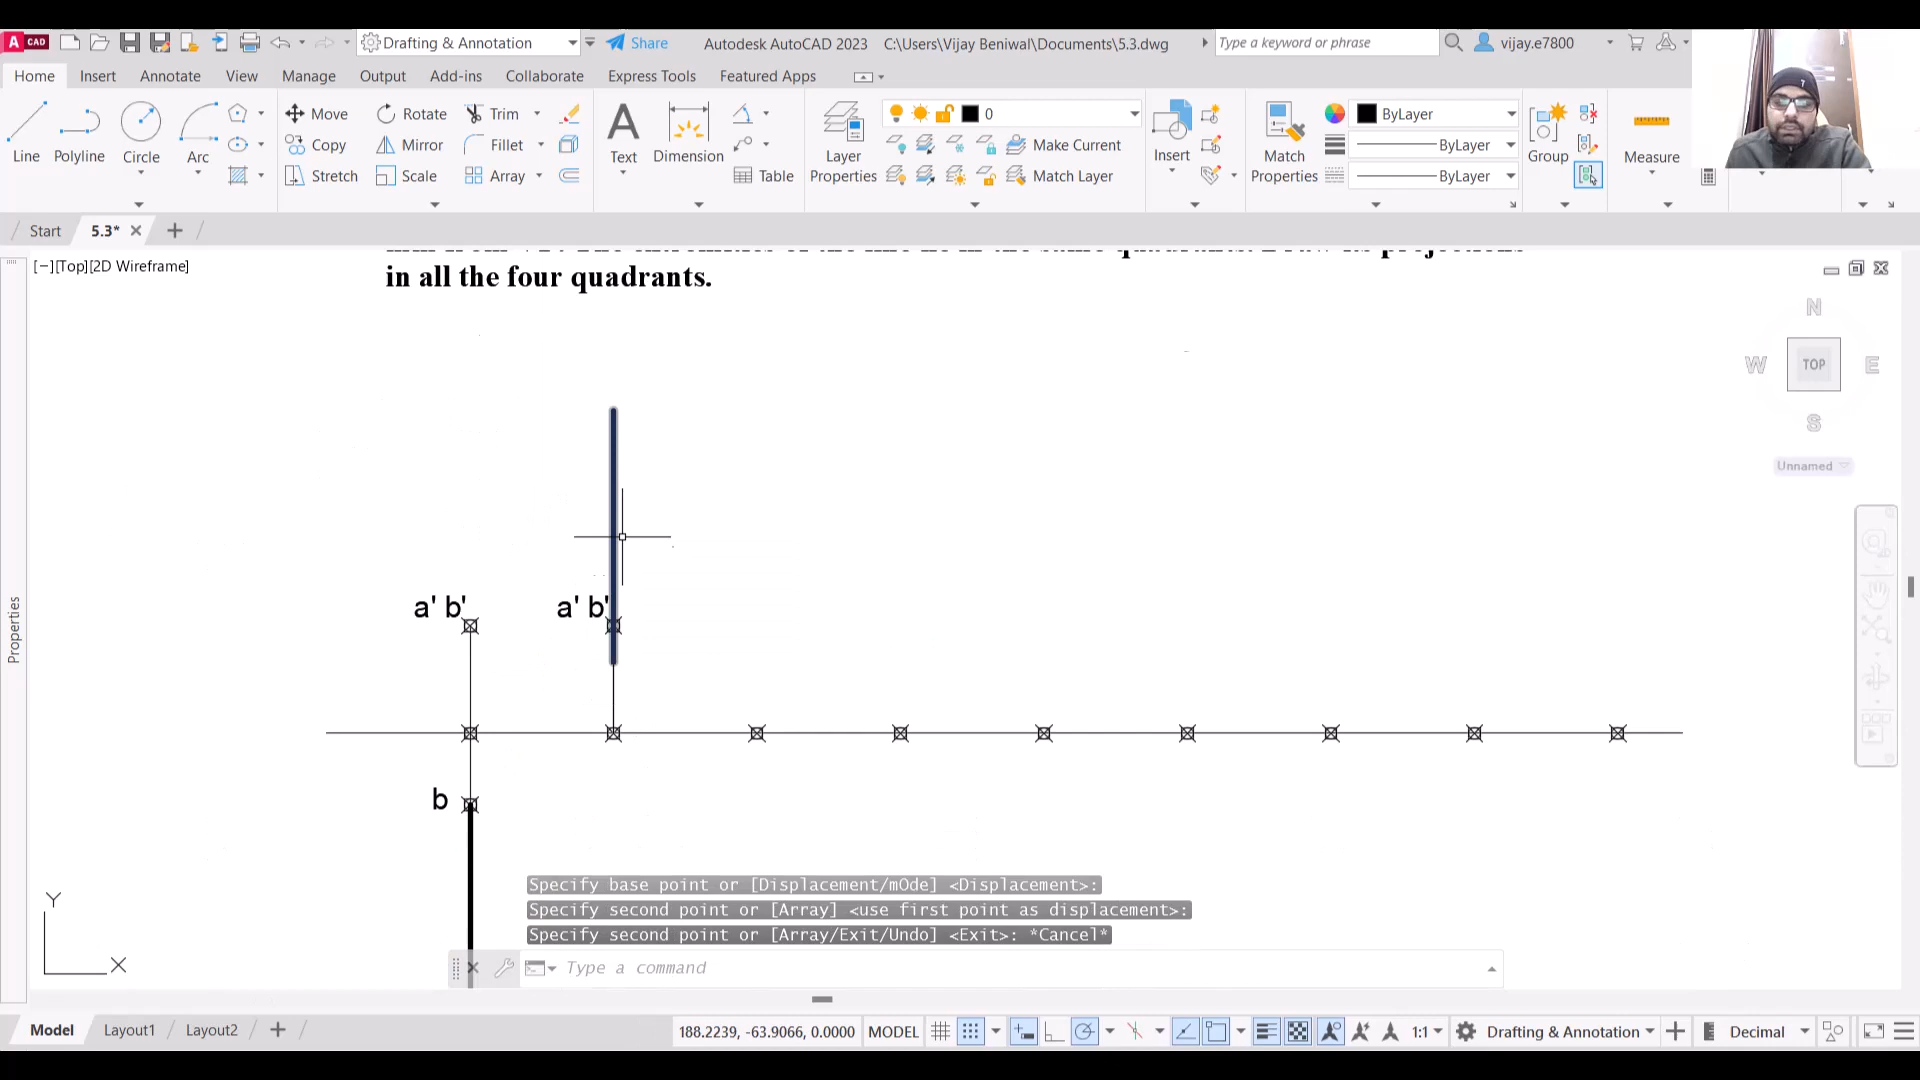 A CAD Drafting & Annotation Share Autodesk AutoCAD 2023 C:\Users\Vijay Beniwal\Documents\5.3.dwg Type a keyword or phrase vijay.e7800
Home Insert Annotate View Manage Output Add-ins Collaborate Express Tools Featured Apps
Move Rotate Trim 0 ByLayer
Copy Mirror Fillet Make Current ByLayer
Line Polyline Circle Arc Text Dimension Layer Insert Match Group Measure
Stretch Scale Array Table Properties Match Layer Properties ByLayer
Start 5.3*
[−][Top][2D Wireframe]
in all the four quadrants.
N
W TOP E
S
Unnamed
a' b' a' b'
Properties
b
Specify base point or [Displacement/mOde] <Displacement>:
Specify second point or [Array] <use first point as displacement>:
Specify second point or [Array/Exit/Undo] <Exit>: *Cancel*
Y
X
Type a command
Model Layout1 Layout2 188.2239, -63.9066, 0.0000 MODEL 1:1 Drafting & Annotation Decimal